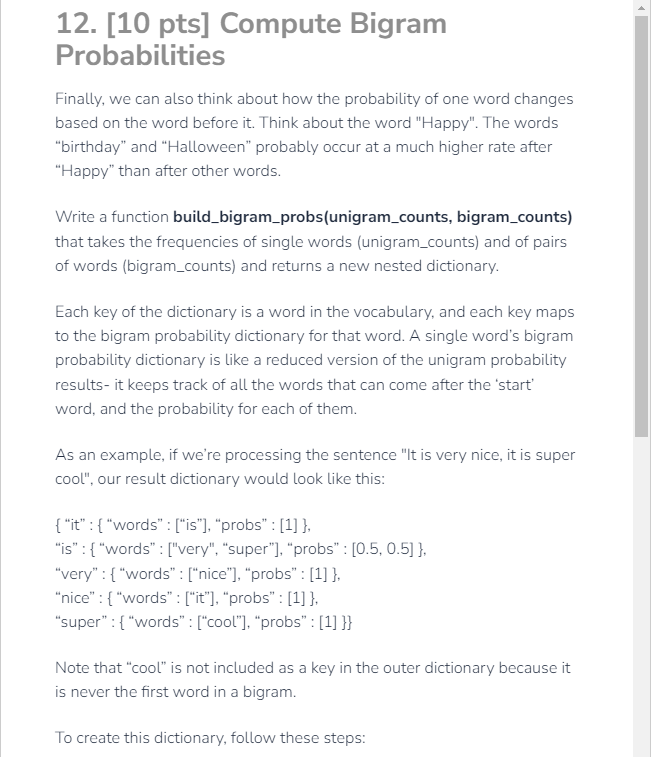 12. [10 pts] Compute Bigram
Probabilities
Finally, we can also think about how the probability of one word changes
based on the word before it. Think about the word "Happy". The words
“birthday” and “Halloween” probably occur at a much higher rate after
“Happy” than after other words.
Write a function build_bigram_probs(unigram_counts, bigram_counts)
that takes the frequencies of single words (unigram_counts) and of pairs
of words (bigram_counts) and returns a new nested dictionary.
Each key of the dictionary is a word in the vocabulary, and each key maps
to the bigram probability dictionary for that word. A single word’s bigram
probability dictionary is like a reduced version of the unigram probability
results- it keeps track of all the words that can come after the ‘start’
word, and the probability for each of them.
As an example, if we’re processing the sentence "It is very nice, it is super
cool", our result dictionary would look like this:
{ “it” : { “words” : [“is”], “probs” : [1] },
“is” : { “words” : ["very", “super”], “probs” : [0.5, 0.5] },
“very” : { “words” : [“nice”], “probs” : [1] },
“nice” : { “words” : [“it”], “probs” : [1] },
“super” : { “words” : [“cool”], “probs” : [1] }}
Note that “cool” is not included as a key in the outer dictionary because it
is never the first word in a bigram.
To create this dictionary, follow these steps: